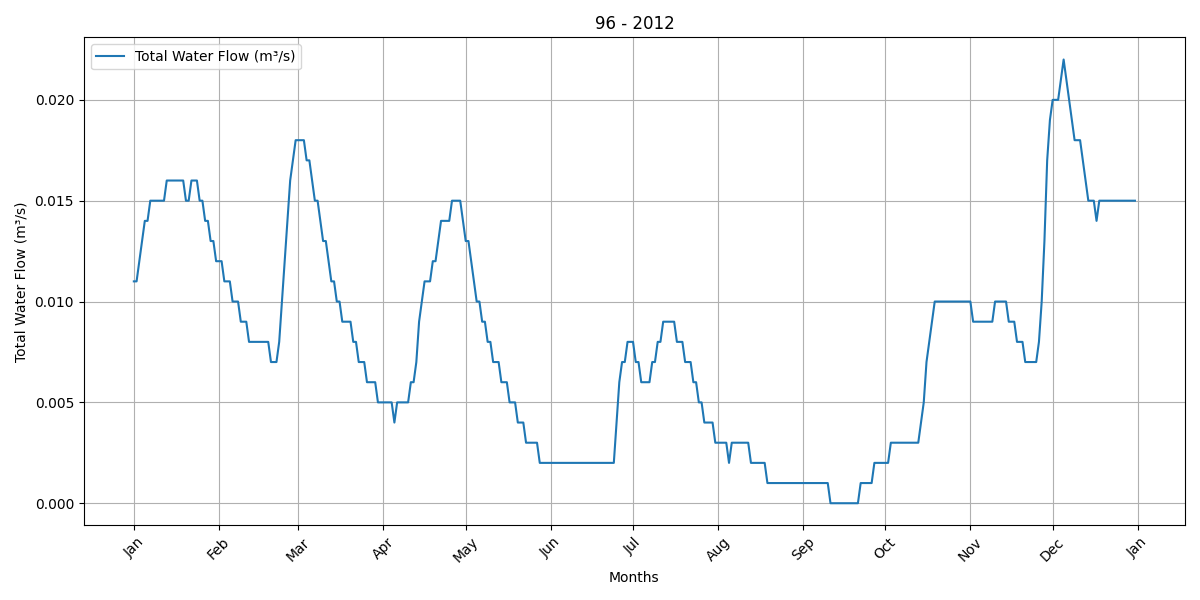 96 - 2012
Total Water Flow (m³/s)
Total Water Flow (m³/s)
0.020
0.015
0.010
0.005
0.000
Jan Feb Mar Apr May Jun Jul Aug Sep Oct Nov Dec Jan
Months